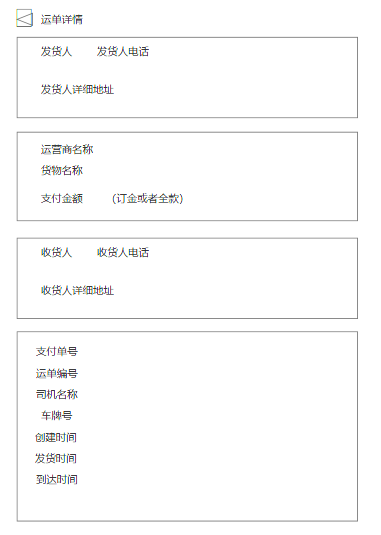 运单详情
发货人 发货人电话
发货人详细地址
运营商名称
货物名称
支付金额 (订金或者全款)
收货人 收货人电话
收货人详细地址
支付单号
运单编号
司机名称
车牌号
创建时间
发货时间
到达时间